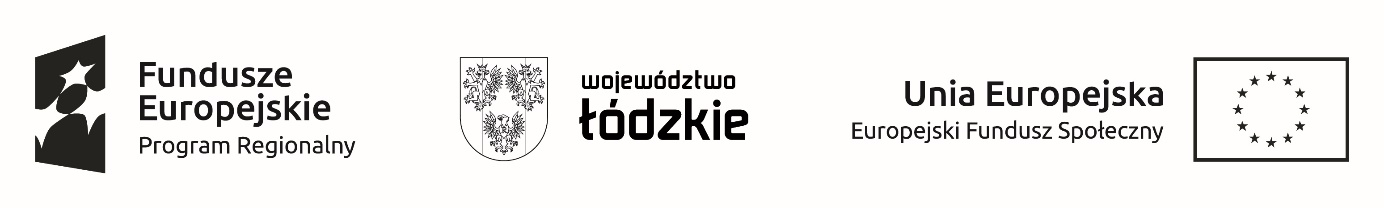 Fundusze
Europejskie
Program Regionalny
województwo
łódzkie
Unia Europejska
Europejski Fundusz Społeczny